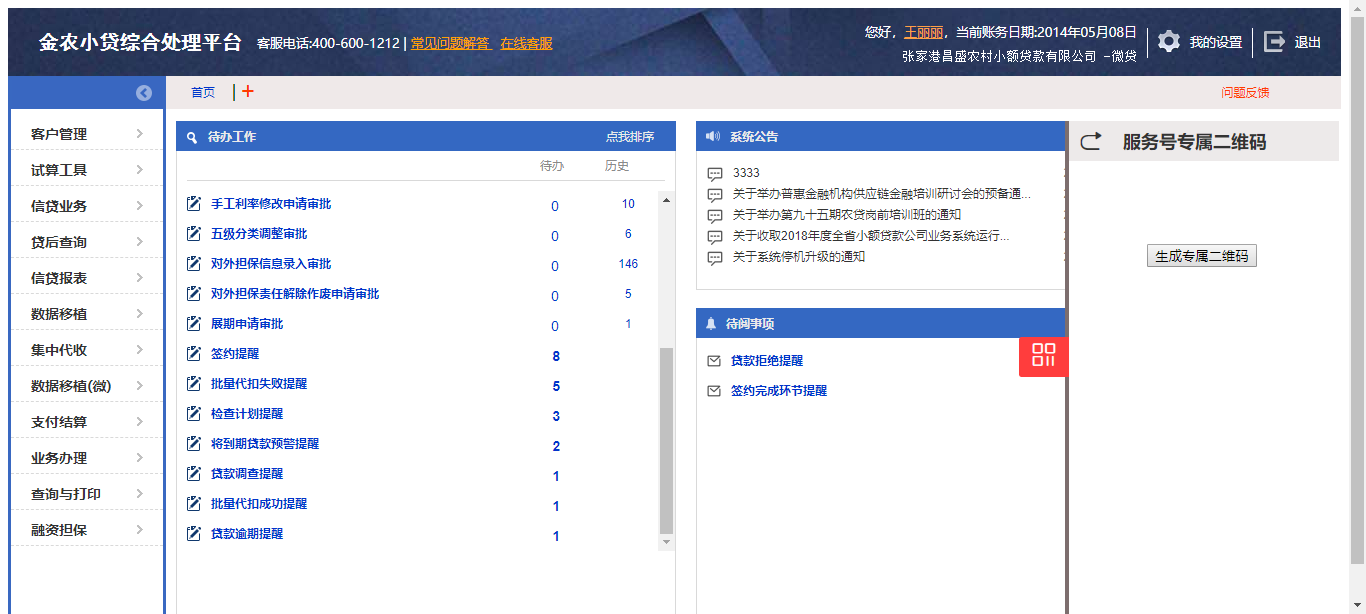 金农小贷综合处理平台 客服电话:400-600-1212 | 常见问题解答 在线客服
您好，王丽丽，当前账务日期:2014年05月08日
张家港昌盛农村小额贷款有限公司 -微贷
我的设置
退出
首页
问题反馈
客户管理
试算工具
信贷业务
贷后查询
信贷报表
数据移植
集中代收
数据移植(微)
支付结算
业务办理
查询与打印
融资担保
待办工作 点我排序
待办 历史
手工利率修改申请审批 0 10
五级分类调整审批 0 6
对外担保信息录入审批 0 146
对外担保责任解除作废申请审批 0 5
展期申请审批 0 1
签约提醒 8
批量代扣失败提醒 5
检查计划提醒 3
将到期贷款预警提醒 2
贷款调查提醒 1
批量代扣成功提醒 1
贷款逾期提醒 1
系统公告
3333
关于举办普惠金融机构供应链金融培训研讨会的预备通...
关于举办第九十五期农贷岗前培训班的通知
关于收取2018年度全省小额贷款公司业务系统运行...
关于系统停机升级的通知
待阅事项
贷款拒绝提醒
签约完成环节提醒
服务号专属二维码
生成专属二维码